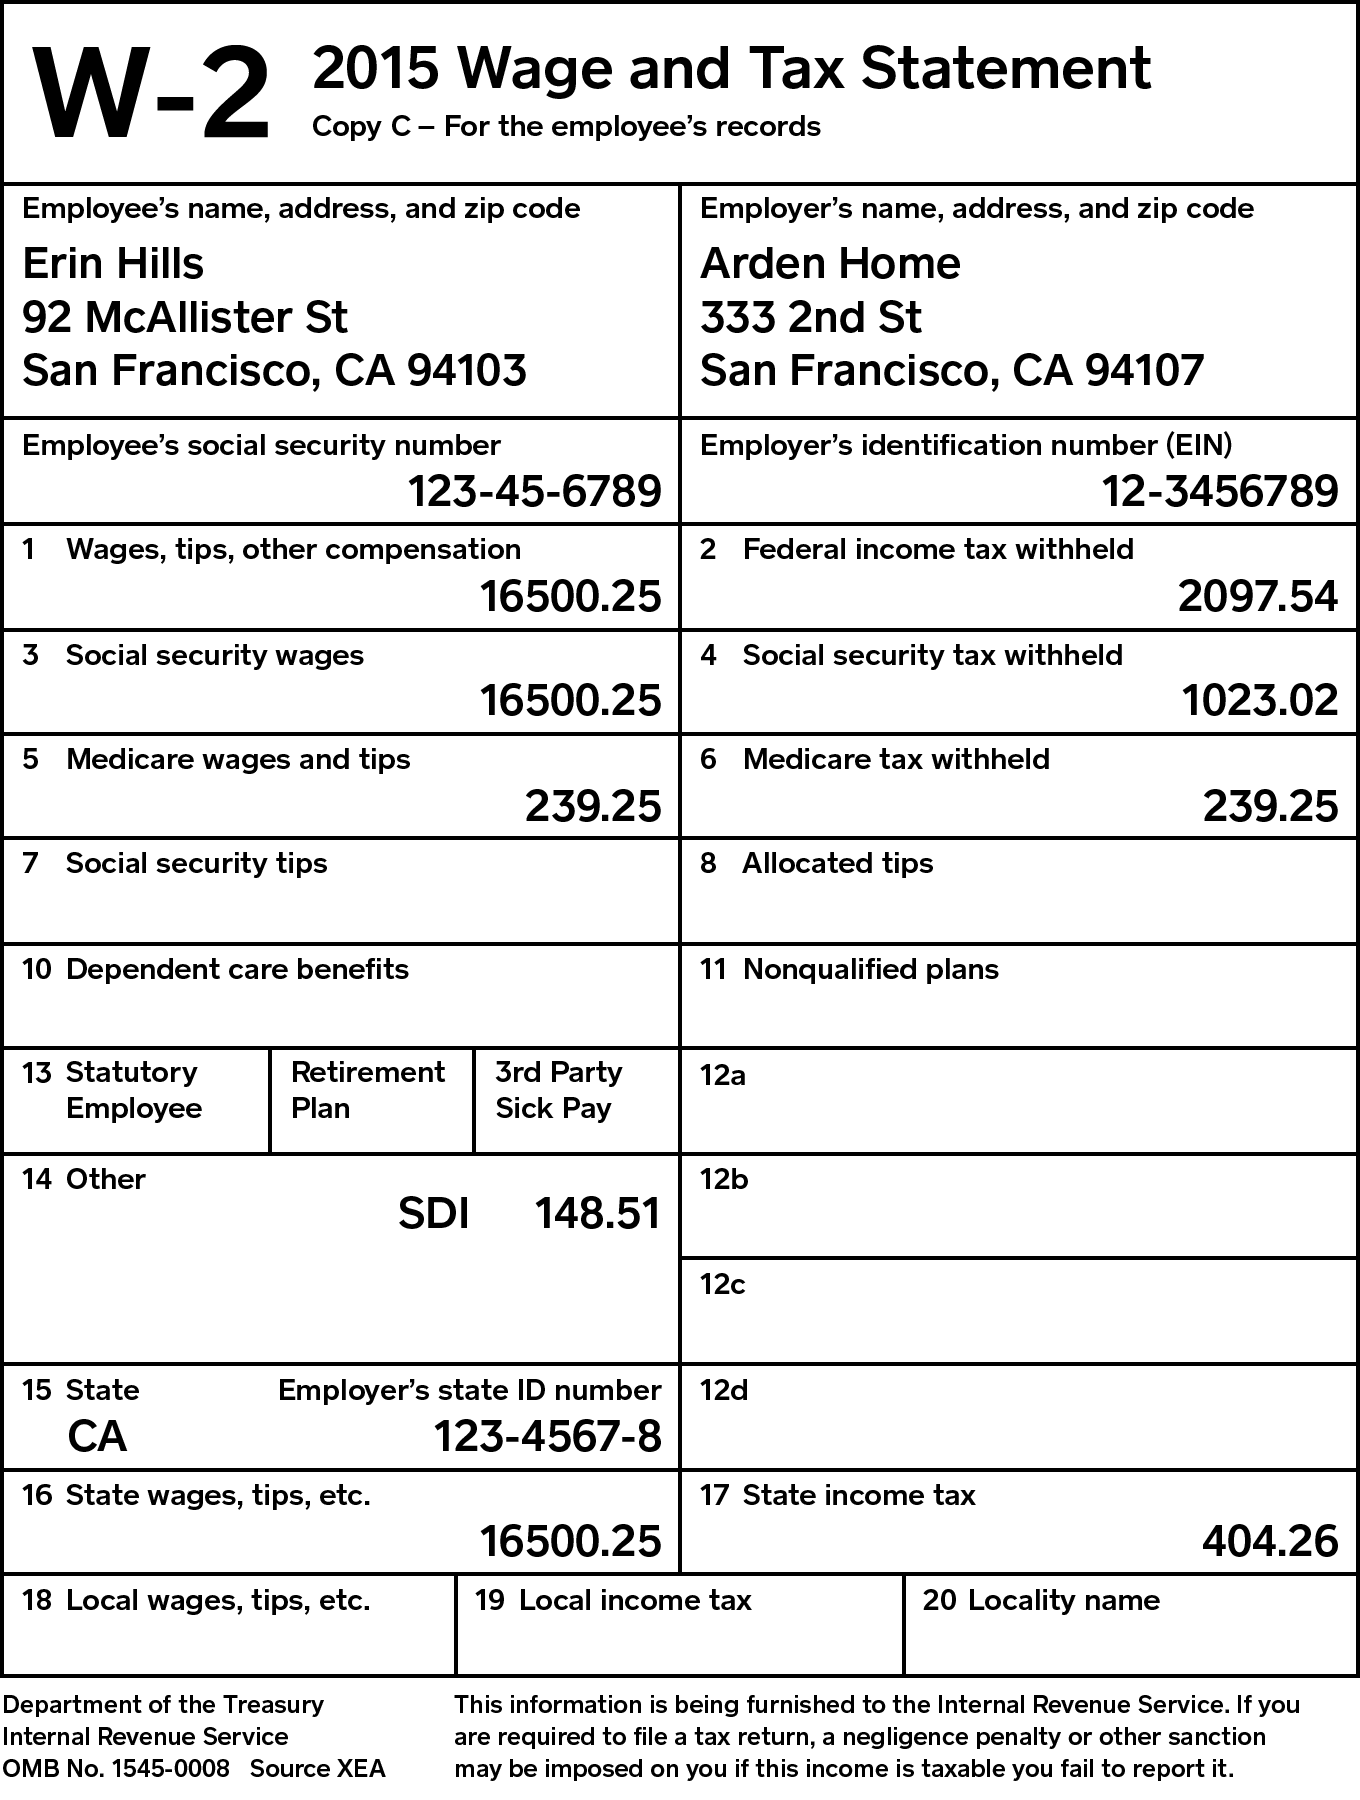 W-2 2015 Wage and Tax Statement
Copy C – For the employee's records
Employee's name, address, and zip code
Erin Hills
92 McAllister St
San Francisco, CA 94103
Employer's name, address, and zip code
Arden Home
333 2nd St
San Francisco, CA 94107
Employee's social security number
123-45-6789
Employer's identification number (EIN)
12-3456789
1 Wages, tips, other compensation
16500.25
2 Federal income tax withheld
2097.54
3 Social security wages
16500.25
4 Social security tax withheld
1023.02
5 Medicare wages and tips
239.25
6 Medicare tax withheld
239.25
7 Social security tips
8 Allocated tips
10 Dependent care benefits
11 Nonqualified plans
13 Statutory
Employee
Retirement
Plan
3rd Party
Sick Pay
12a
14 Other
SDI 148.51
12b
12c
15 State Employer's state ID number
CA 123-4567-8
12d
16 State wages, tips, etc.
16500.25
17 State income tax
404.26
18 Local wages, tips, etc.
19 Local income tax
20 Locality name
Department of the Treasury
Internal Revenue Service
OMB No. 1545-0008 Source XEA
This information is being furnished to the Internal Revenue Service. If you
are required to file a tax return, a negligence penalty or other sanction
may be imposed on you if this income is taxable you fail to report it.